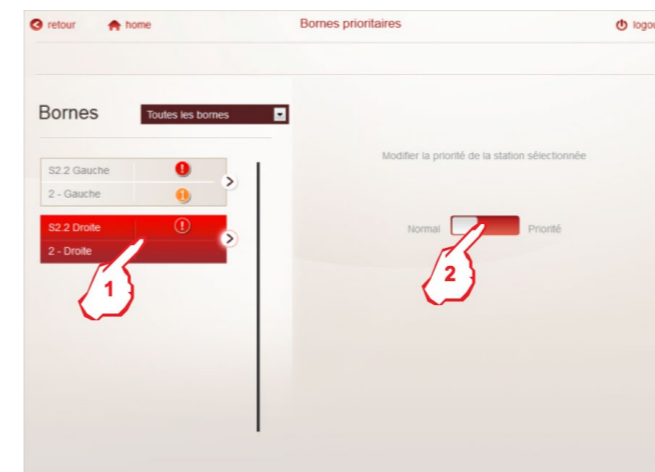 retour home Bornes prioritaires logou
Bornes Toutes les bornes
Modifier la priorité de la station sélectionnée
S2.2 Gauche !
2 - Gauche 1
S2.2 Droite !
2 - Droite
Normal Priorité
1
2